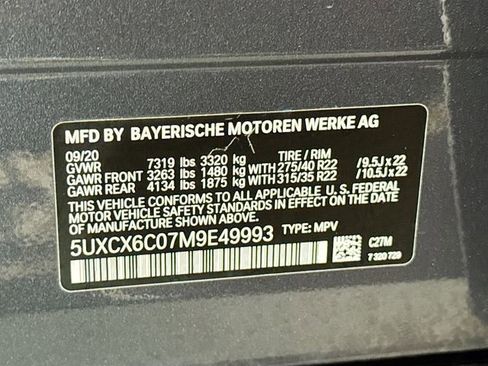 MFD BY BAYERISCHE MOTOREN WERKE AG
09/20 TIRE / RIM
GVWR 7319 lbs 3320 kg
GAWR FRONT 3263 lbs 1480 kg WITH 275/40 R22 /9.5J x 22
GAWR REAR 4134 lbs 1875 kg WITH 315/35 R22 /10.5J x 22
THIS VEHICLE CONFORMS TO ALL APPLICABLE U.S. FEDERAL
MOTOR VEHICLE SAFETY STANDARDS IN EFFECT ON THE
DATE OF MANUFACTURE SHOWN ABOVE.
5UXCX6C07M9E49993 TYPE: MPV
C27M
7 320 720